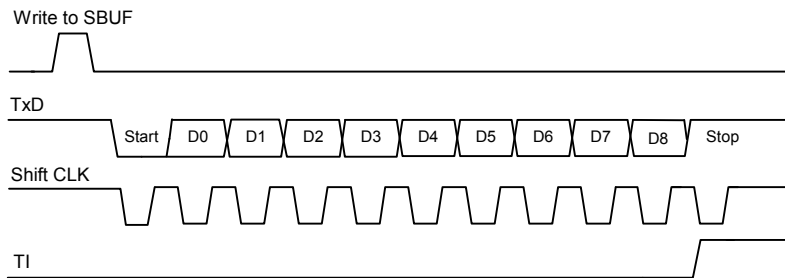 Write to SBUF
TxD
Start D0 D1 D2 D3 D4 D5 D6 D7 D8 Stop
Shift CLK
TI